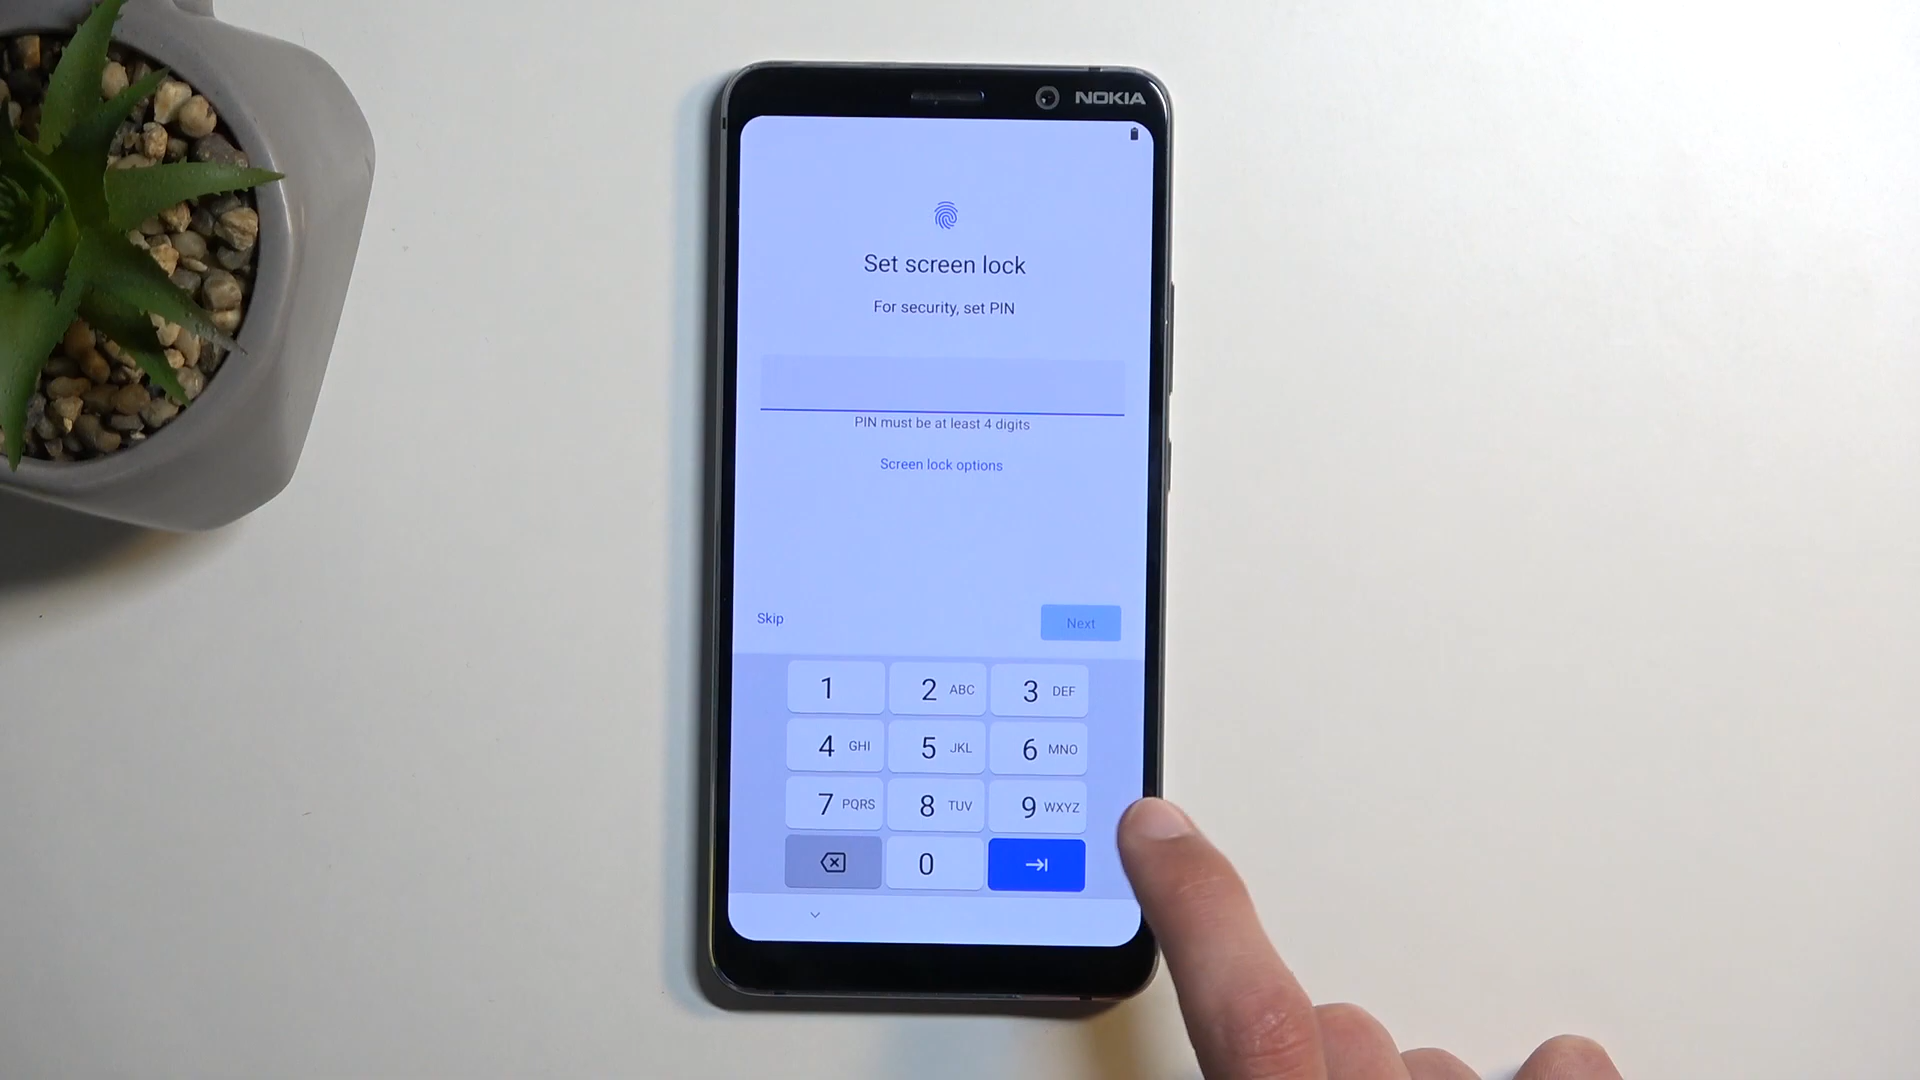 NOKIA
Set screen lock
For security, set PIN
PIN must be at least 4 digits
Screen lock options
Skip
Next
1
2 ABC
3 DEF
4 GHI
5 JKL
6 MNO
7 PQRS
8 TUV
9 WXYZ
0